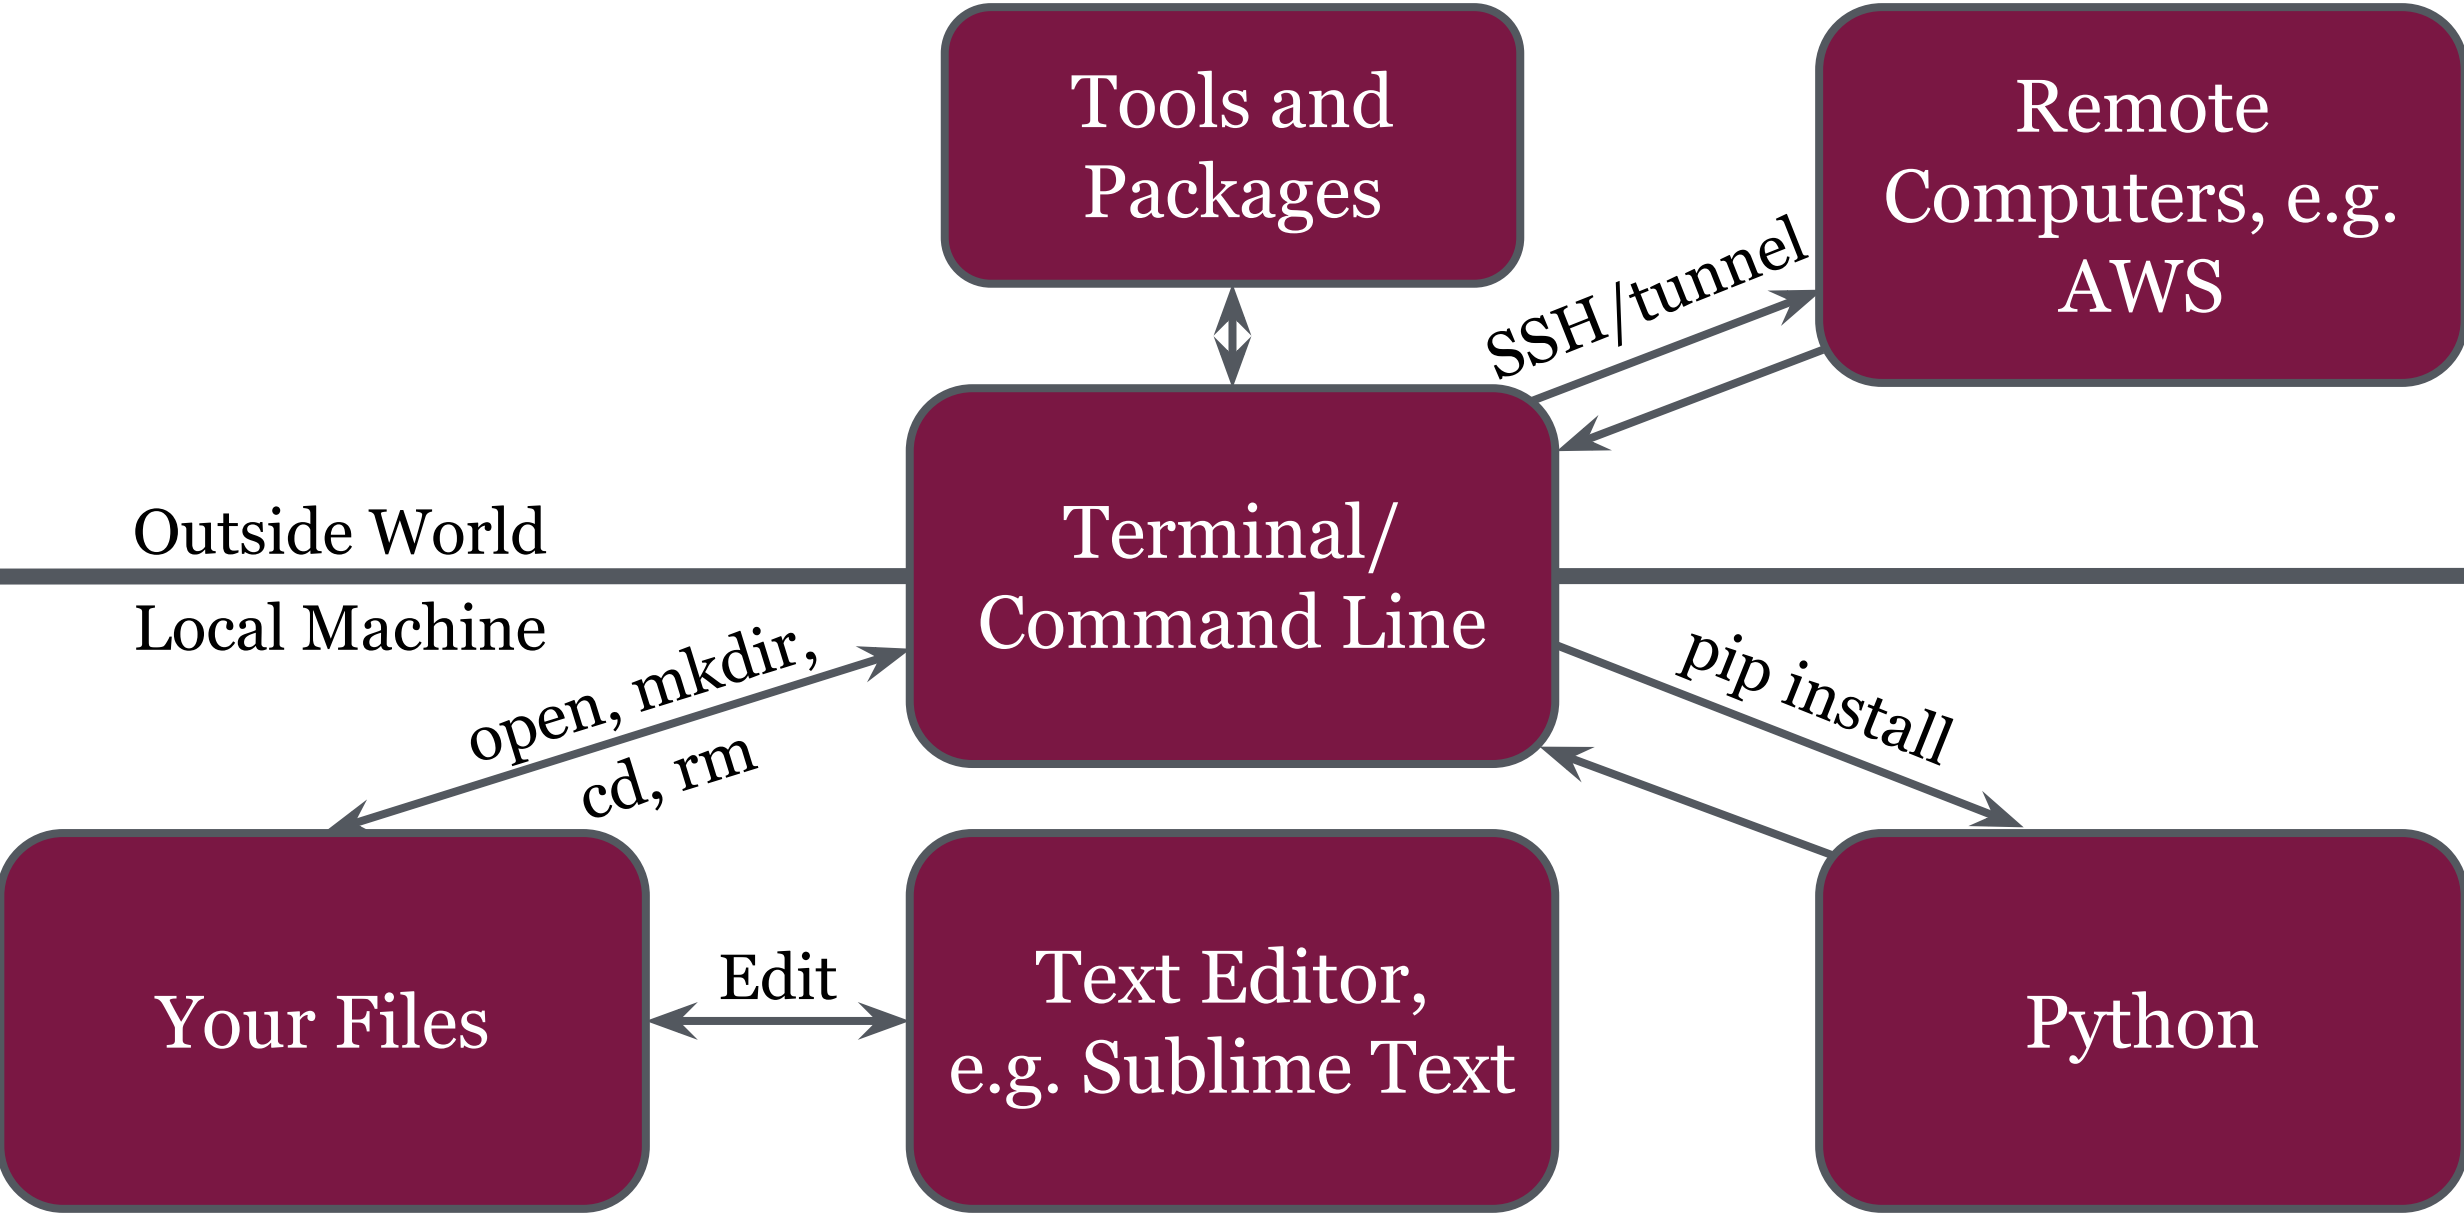 Tools and
Packages
Remote
Computers, e.g.
AWS
SSH/tunnel
Outside World
Terminal/
Command Line
Local Machine
open, mkdir,
cd, rm
pip install
Your Files
Edit
Text Editor,
e.g. Sublime Text
Python